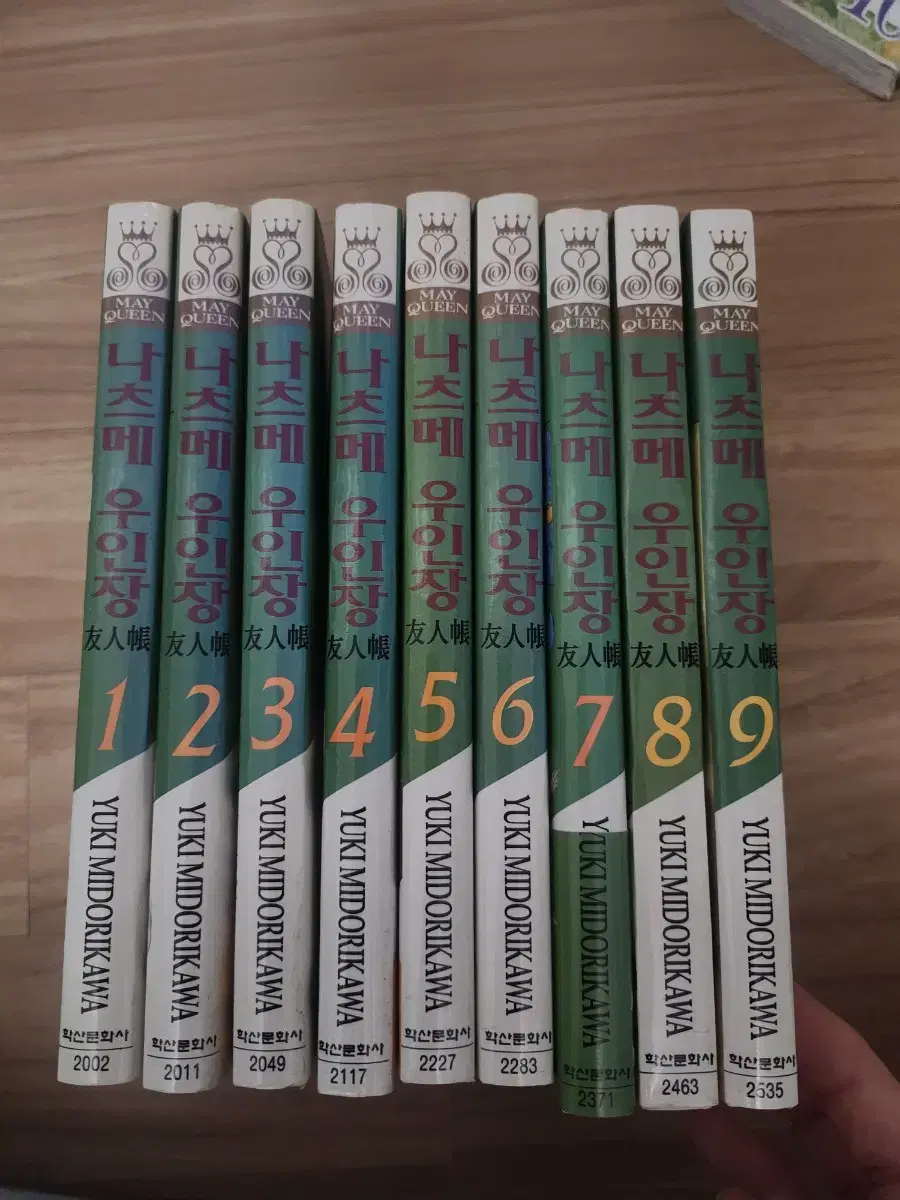 MAY
QUEEN
나츠메
우인장
友人帳
1
YUKI MIDORIKAWA
학산문화사
2002
MAY
QUEEN
나츠메
우인장
友人帳
2
YUKI MIDORIKAWA
학산문화사
2011
MAY
QUEEN
나츠메
우인장
友人帳
3
YUKI MIDORIKAWA
학산문화사
2049
MAY
QUEEN
나츠메
우인장
友人帳
4
YUKI MIDORIKAWA
학산문화사
2117
MAY
QUEEN
나츠메
우인장
友人帳
5
YUKI MIDORIKAWA
학산문화사
2227
MAY
QUEEN
나츠메
우인장
友人帳
6
YUKI MIDORIKAWA
학산문화사
2283
MAY
QUEEN
나츠메
우인장
友人帳
7
YUKI MIDORIKAWA
학산문화사
2371
MAY
QUEEN
나츠메
우인장
友人帳
8
YUKI MIDORIKAWA
학산문화사
2463
MAY
QUEEN
나츠메
우인장
友人帳
9
YUKI MIDORIKAWA
학산문화사
2535